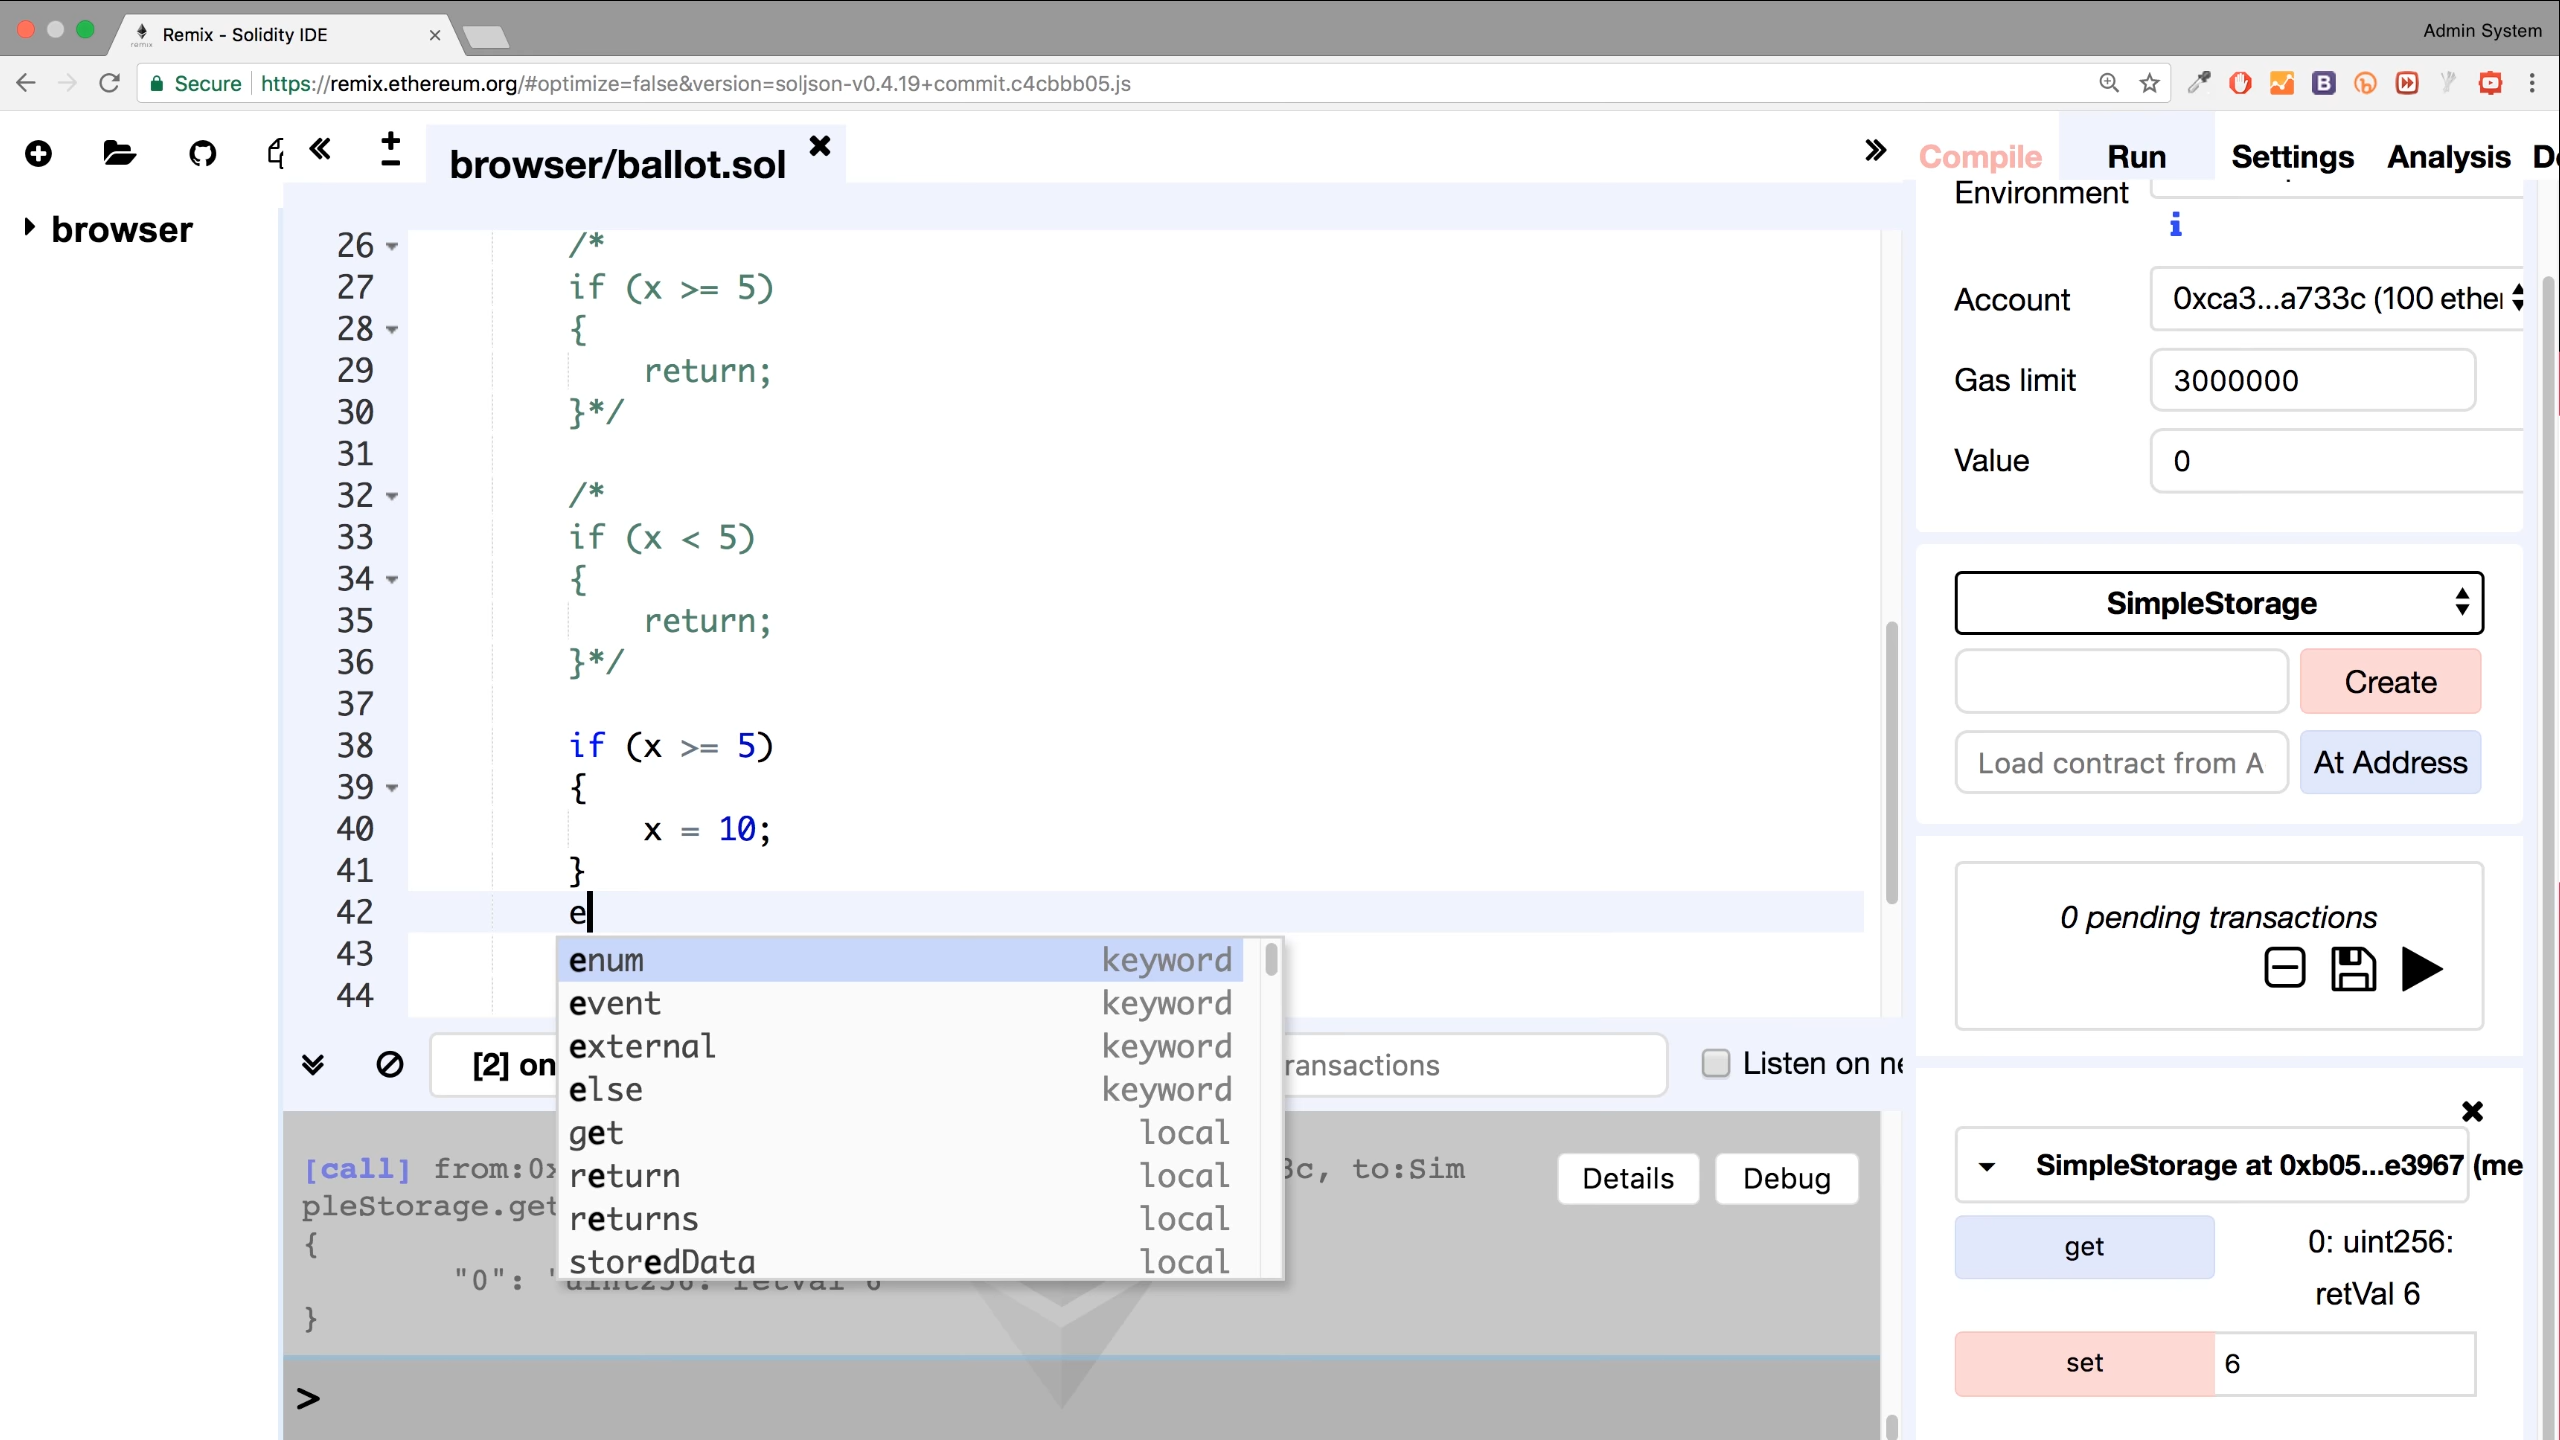 Remix - Solidity IDE
Admin System
Secure https://remix.ethereum.org/#optimize=false&version=soljson-v0.4.19+commit.c4cbbb05.js
browser/ballot.sol
Compile Run Settings Analysis
browser
26 /*
27 if (x >= 5)
28 {
29 return;
30 }*/
31
32 /*
33 if (x < 5)
34 {
35 return;
36 }*/
37
38 if (x >= 5)
39 {
40 x = 10;
41 }
42 e
43
44
enum keyword
event keyword
external keyword
else keyword
get local
return local
returns local
storedData local
[2] on
ransactions
Listen on ne
[call] from:0x
3c, to:Sim
pleStorage.get
{
"0": "uint256: retVal 6
}
Details
Debug
>
Environment
i
Account 0xca3...a733c (100 ether
Gas limit 3000000
Value 0
SimpleStorage
Create
Load contract from A
At Address
0 pending transactions
SimpleStorage at 0xb05...e3967 (me
get
0: uint256:
retVal 6
set 6